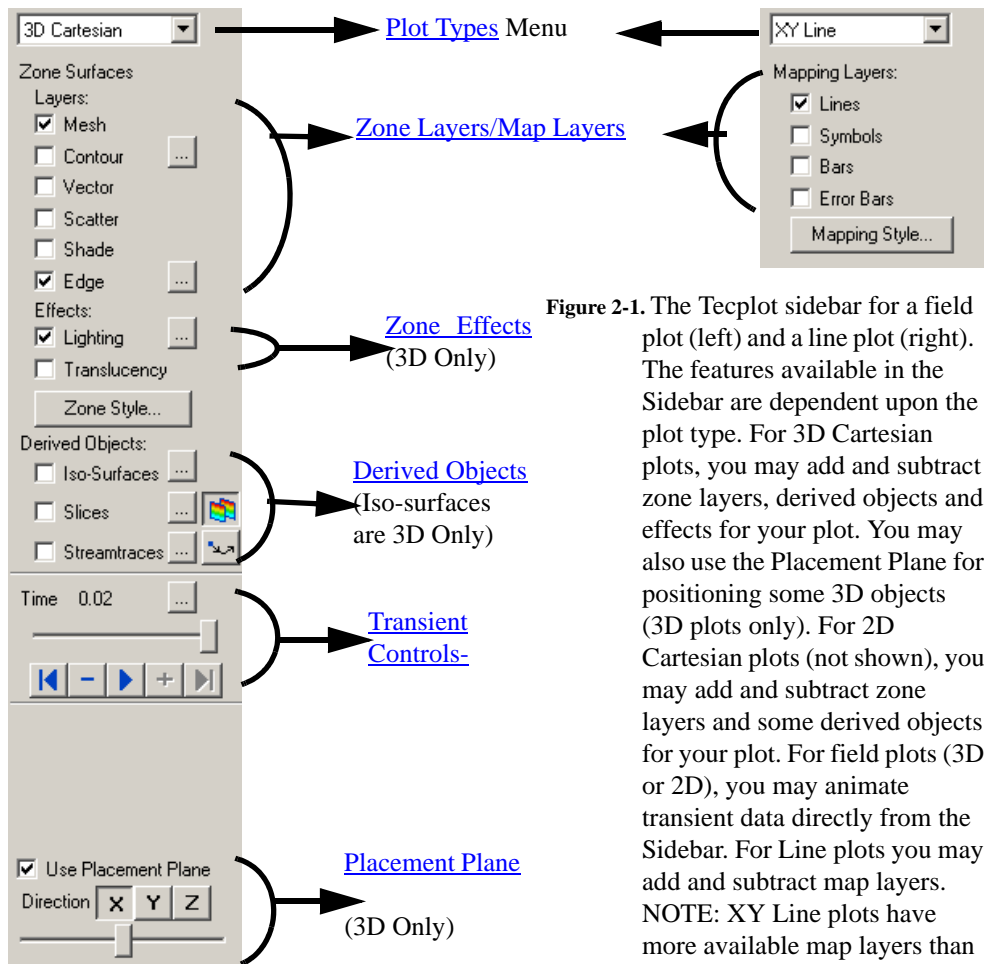 3D Cartesian
Plot Types Menu
XY Line
Zone Surfaces
Layers:
Mesh
Contour ...
Vector
Scatter
Shade
Edge ...
Effects:
Lighting ...
Translucency
Zone Style...
Derived Objects:
Iso-Surfaces ...
Slices ...
Streamtraces ...
Time 0.02 ...
Use Placement Plane
Direction X Y Z
Zone Layers/Map Layers
Zone Effects
(3D Only)
Derived Objects
(Iso-surfaces
are 3D Only)
Transient
Controls-
Placement Plane
(3D Only)
Mapping Layers:
Lines
Symbols
Bars
Error Bars
Mapping Style...
Figure 2-1. The Tecplot sidebar for a field
plot (left) and a line plot (right).
The features available in the
Sidebar are dependent upon the
plot type. For 3D Cartesian
plots, you may add and subtract
zone layers, derived objects and
effects for your plot. You may
also use the Placement Plane for
positioning some 3D objects
(3D plots only). For 2D
Cartesian plots (not shown), you
may add and subtract zone
layers and some derived objects
for your plot. For field plots (3D
or 2D), you may animate
transient data directly from the
Sidebar. For Line plots you may
add and subtract map layers.
NOTE: XY Line plots have
more available map layers than